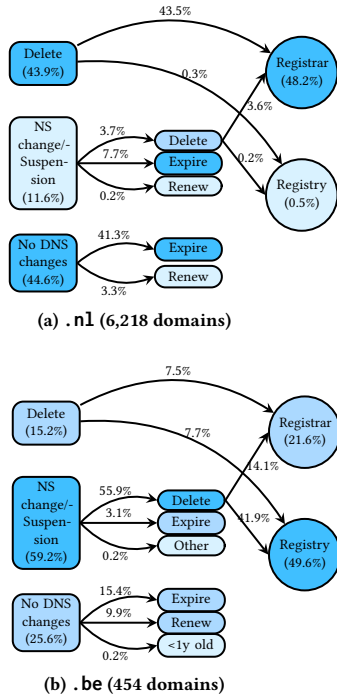 43.5%
Delete
(43.9%)
Registrar
(48.2%)
0.3%
3.6%
NS
change/-
Suspen-
sion
(11.6%)
3.7%
Delete
7.7%
Expire
0.2%
Renew
0.2%
Registry
(0.5%)
No DNS
changes
(44.6%)
41.3%
Expire
3.3%
Renew
(a) .nl (6,218 domains)
7.5%
Delete
(15.2%)
Registrar
(21.6%)
7.7%
14.1%
NS
change/-
Suspen-
sion
(59.2%)
55.9%
Delete
3.1%
Expire
0.2%
Other
41.9%
Registry
(49.6%)
No DNS
changes
(25.6%)
15.4%
Expire
9.9%
Renew
0.2%
<1y old
(b) .be (454 domains)